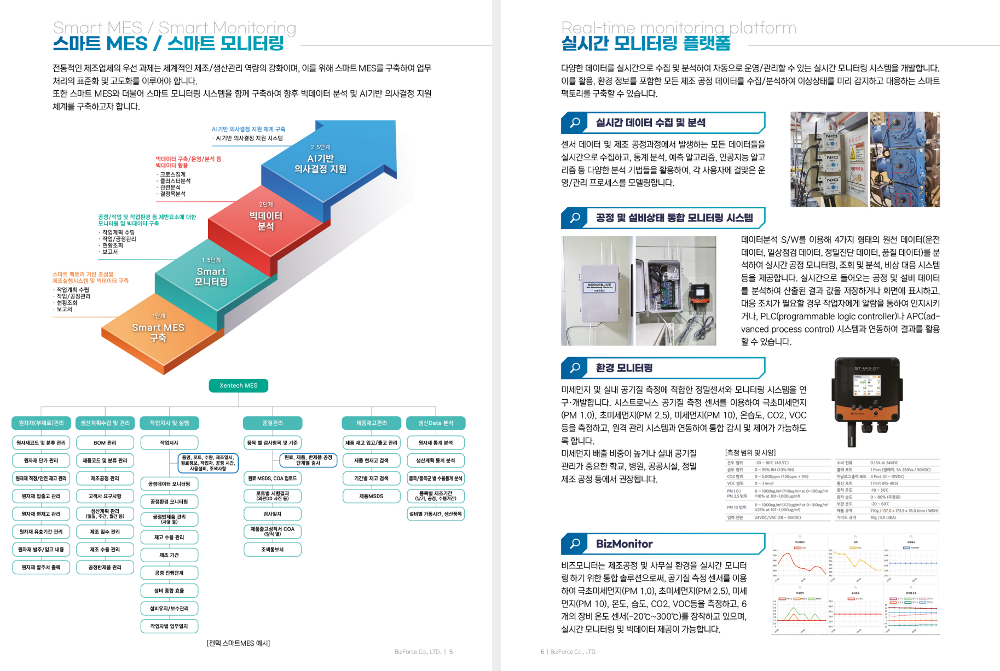 Smart MES / Smart Monitoring
스마트 MES / 스마트 모니터링
전통적인 제조업체의 우선 과제는 체계적인 제조/생산관리 역량의 강화이며, 이를 위해 스마트 MES를 구축하여 업무
처리의 표준화 및 고도화를 이루어야 합니다.
또한 스마트 MES와 더불어 스마트 모니터링 시스템을 함께 구축하여 향후 빅데이터 분석 및 AI기반 의사결정 지원
체계를 구축하고자 합니다.
AI기반 의사결정 지원 체계 구축
· AI기반 의사결정 지원 시스템
2.5단계
AI기반
의사결정 지원
빅데이터 구축/운영/분석 등
빅데이터 활용
· 크로스집계
· 클러스터분석
· 관련분석
· 결정목분석
2단계
빅데이터
분석
공정/작업 및 작업환경 등 제반요소에 대한
모니터링 및 빅데이터 구축
· 작업계획 수립
· 작업/공정관리
· 현황조회
· 보고서
1.5단계
Smart
모니터링
스마트 팩토리 기반 조성및
제조실행시스템 및 빅데이터 구축
· 작업계획 수립
· 작업/공정관리
· 현황조회
· 보고서
1단계
Smart MES
구축
Xentech MES
원자재(부재료)관리
원자재코드 및 분류 관리
원자재 단가 관리
원자재 적정/안전 재고 관리
원자재 입출고 관리
원자재 현재고 관리
원자재 유효기간 관리
원자재 발주/입고 내용
원자재 발주서 출력
생산계획수립 및 관리
BOM 관리
제품코드 및 분류 관리
제조공정 관리
고객사 요구사항
생산계획 관리
(일일, 주간, 월간 등)
제조 일수 관리
제조 수율 관리
공정반제품 관리
작업지시 및 실행
작업지시
품명, 로트, 수량, 제조일시,
원료정보, 작업자, 공정 시간,
사용설비, 조색사항
공정데이터 모니터링
공정환경 모니터링
공정반제품 관리
(사용 등)
제고 수율 관리
제조 기간
공정 진행단계
설비 종합 효율
설비유지/보수관리
작업자별 업무일지
품질관리
품목 별 검사항목 및 기준
원료, 제품, 반제품 공정
단계별 검사
원료 MSDS, COA 업로드
로트별 시험결과
(외관DD 사진 등)
검사일지
제품출고성적서 COA
(양식 별)
조색통보서
제품재고관리
제품 재고 입고/출고 관리
제품 현재고 검색
기간별 재고 검색
제품MSDS
생산Data 분석
원자재 통계 분석
생산계획 통계 분석
품목/품목군 별 수율통계 분석
품목별 제조기간
(납기, 공정, 수행기간)
설비별 가동시간, 생산품목
[젠텍 스마트MES 예시]
BizForce Co., LTD. | 5
Real-time monitoring platform
실시간 모니터링 플랫폼
다양한 데이터를 실시간으로 수집 및 분석하여 자동으로 운영/관리할 수 있는 실시간 모니터링 시스템을 개발합니다.
이를 활용, 환경 정보를 포함한 모든 제조 공정 데이터를 수집/분석하여 이상상태를 미리 감지하고 대응하는 스마트
팩토리를 구축할 수 있습니다.
실시간 데이터 수집 및 분석
센서 데이터 및 제조 공정과정에서 발생하는 모든 데이터들을
실시간으로 수집하고, 통계 분석, 예측 알고리즘, 인공지능 알고
리즘 등 다양한 분석 기법들을 활용하여, 각 사용자에 걸맞은 운
영/관리 프로세스를 모델링합니다.
공정 및 설비상태 통합 모니터링 시스템
데이터분석 S/W를 이용해 4가지 형태의 원천 데이터(운전
데이터, 일상점검 데이터, 정밀진단 데이터, 품질 데이터)를 분
석하여 실시간 공정 모니터링, 조회 및 분석, 비상 대응 시스템
등을 제공합니다. 실시간으로 들어오는 공정 및 설비 데이터
를 분석하여 산출된 결과 값을 저장하거나 화면에 표시하고,
대응 조치가 필요할 경우 작업자에게 알람을 통하여 인지시키
거나, PLC(programmable logic controller)나 APC(ad-
vanced process control) 시스템과 연동하여 결과를 활용
할 수 있습니다.
환경 모니터링
미세먼지 및 실내 공기질 측정에 적합한 정밀센서와 모니터링 시스템을 연
구·개발합니다. 시스트로닉스 공기질 측정 센서를 이용하여 극초미세먼지
(PM 1.0), 초미세먼지(PM 2.5), 미세먼지(PM 10), 온습도, CO2, VOC
등을 측정하고, 원격 관리 시스템과 연동하여 통합 감시 및 제어가 가능하도
록 합니다.
미세먼지 배출 비중이 높거나 실내 공기질
관리가 중요한 학교, 병원, 공공시설, 정밀
제조 공정 등에서 권장됩니다.
ST-IAQ-07
[측정 범위 및 사양]
온도 범위 -20 ~ 80℃ (±0.5℃)
습도 범위 0 ~ 99% RH (±3% RH)
CO2 범위 0 ~ 5,000ppm (±50ppm + 5%)
VOC 범위 0 ~ 3 level
PM 1.0 / PM 2.5 범위 0 ~ 1000ug/m³ (±10ug/m³ at 0~100ug/m³
±10% at 101~1,000ug/m³)
PM 10 범위 0 ~ 1000ug/m³ (±25ug/m³ at 0~100ug/m³
±25% at 101~1,000ug/m³)
입력 전원 24VDC/VAC (18 ~ 36VDC)
소비 전류 0.15A at 24VDC
출력 포트 1 Port (릴레이, 5A 250Va / 30VDC)
아날로그 출력 포트 4 Port (0 ~ 10VDC)
통신 포트 1 Port (RS-485)
동작 온도 -10 ~ 50℃
동작 습도 0 ~ 80% (무결로)
보관 온도 -20 ~ 60℃
제품 규격 710g / 137.0 x 173.9 x 76.0 (mm / WDH)
가이드 규격 10g / EA (4EA)
BizMonitor
비즈모니터는 제조공정 및 사무실 환경을 실시간 모니터
링 하기 위한 통합 솔루션으로써, 공기질 측정 센서를 이용
하여 극초미세먼지(PM 1.0), 초미세먼지(PM 2.5), 미세
먼지(PM 10), 온도, 습도, CO2, VOC등을 측정하고, 6
개의 장비 온도 센서(-20℃~300℃)를 장착하고 있으며,
실시간 모니터링 및 빅데이터 제공이 가능합니다.
6 | BizForce Co., LTD.